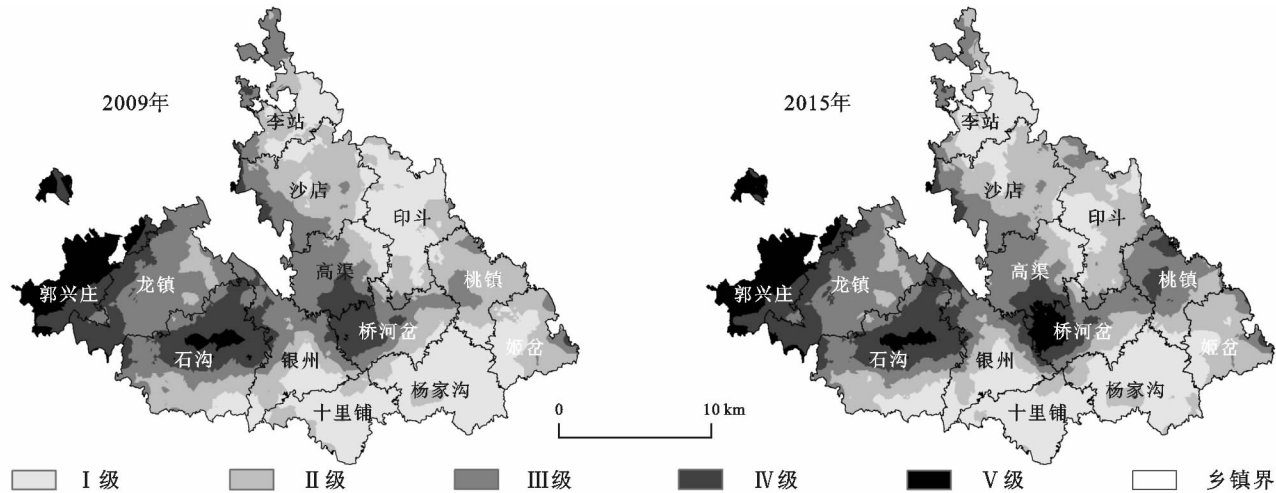 2009年
李站
沙店
印斗
高渠
桃镇
郭兴庄
龙镇
桥河岔
石沟
银州
姬岔
杨家沟
十里铺
2015年
李站
沙店
印斗
高渠
桃镇
郭兴庄
龙镇
桥河岔
石沟
银州
姬岔
杨家沟
十里铺
0 10 km
Ⅰ级 Ⅱ级 Ⅲ级 Ⅳ级 Ⅴ级 乡镇界